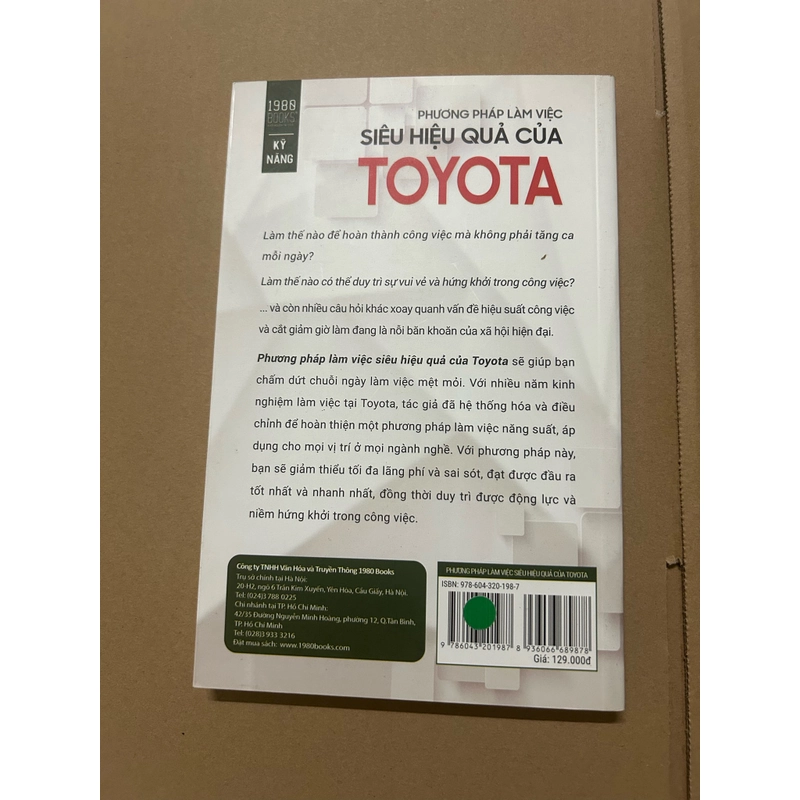 1980
BOOKS
KỸ
NĂNG
PHƯƠNG PHÁP LÀM VIỆC
SIÊU HIỆU QUẢ CỦA
TOYOTA
Làm thế nào để hoàn thành công việc mà không phải tăng ca
mỗi ngày?
Làm thế nào có thể duy trì sự vui vẻ và hứng khởi trong công việc?
... và còn nhiều câu hỏi khác xoay quanh vấn đề hiệu suất công việc
và cắt giảm giờ làm đang là nỗi băn khoăn của xã hội hiện đại.
Phương pháp làm việc siêu hiệu quả của Toyota sẽ giúp bạn
chấm dứt chuỗi ngày làm việc mệt mỏi. Với nhiều năm kinh
nghiệm làm việc tại Toyota, tác giả đã hệ thống hóa và điều
chỉnh để hoàn thiện một phương pháp làm việc năng suất, áp
dụng cho mọi vị trí ở mọi ngành nghề. Với phương pháp này,
bạn sẽ giảm thiểu tối đa lãng phí và sai sót, đạt được đầu ra
tốt nhất và nhanh nhất, đồng thời duy trì được động lực và
niềm hứng khởi trong công việc.
Công ty TNHH Văn Hóa và Truyền Thông 1980 Books
Trụ sở chính tại Hà Nội:
20-H2, ngõ 6 Trần Kim Xuyến, Yên Hòa, Cầu Giấy, Hà Nội.
Tel: (024)3 788 0225
Chi nhánh tại TP. Hồ Chí Minh:
42/35 Đường Nguyễn Minh Hoàng, phường 12, Q.Tân Bình,
TP. Hồ Chí Minh
Tel: (028)3 933 3216
Đặt mua sách: www.1980books.com
PHƯƠNG PHÁP LÀM VIỆC SIÊU HIỆU QUẢ CỦA TOYOTA
ISBN: 978-604-320-198-7
9 786043 201987 8 936066 689878
Giá: 129.000đ